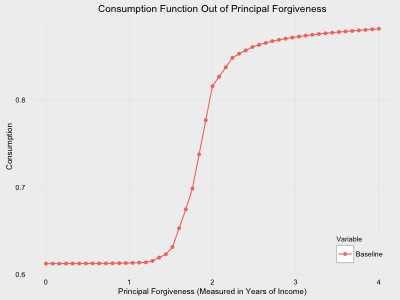 Consumption Function Out of Principal Forgiveness
Consumption
0.8
0.7
0.6
0
1
2
3
4
Principal Forgiveness (Measured in Years of Income)
Variable
Baseline